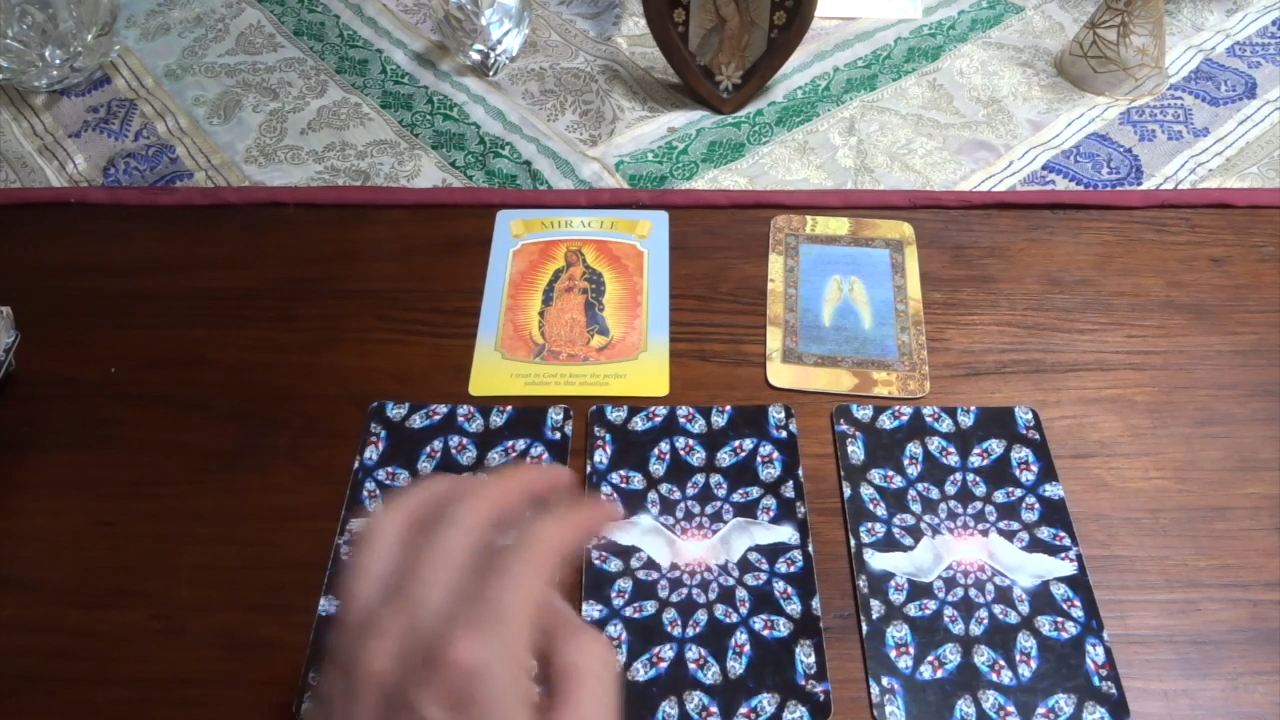 MIRACLE
I trust in God to know the perfect
solution to this situation.